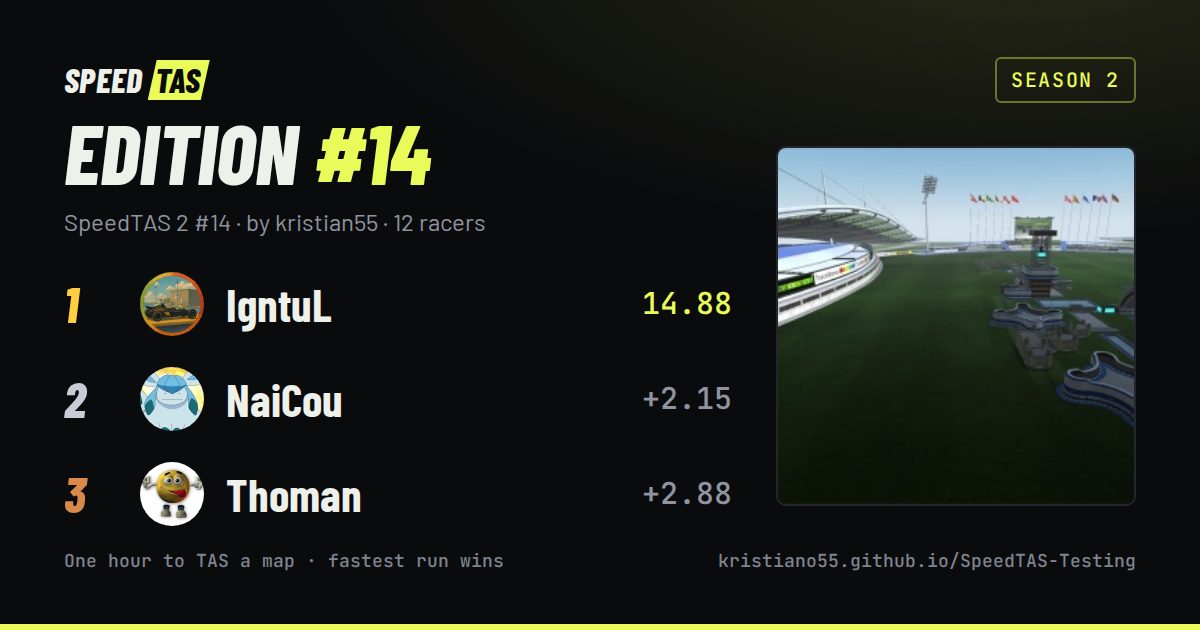 SPEED TAS
SEASON 2
EDITION #14
SpeedTAS 2 #14 · by kristian55 · 12 racers
1 IgntuL 14.88
2 NaiCou +2.15
3 Thoman +2.88
One hour to TAS a map · fastest run wins
kristiano55.github.io/SpeedTAS-Testing